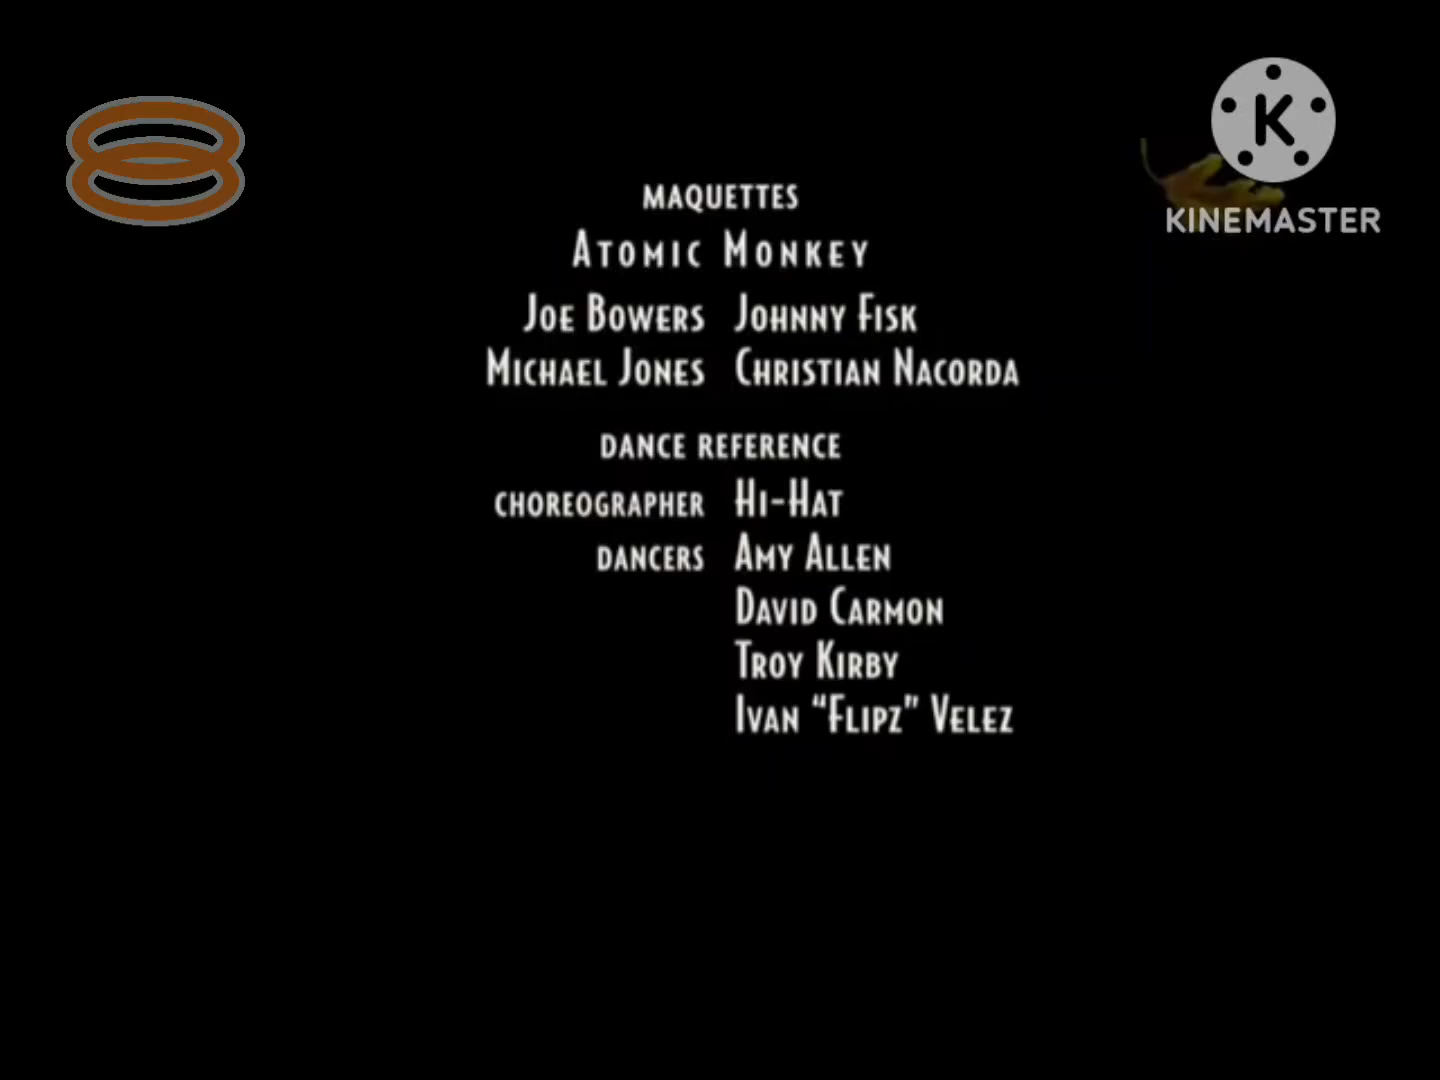 K
KINEMASTER
MAQUETTES
ATOMIC MONKEY
JOE BOWERS JOHNNY FISK
MICHAEL JONES CHRISTIAN NACORDA
DANCE REFERENCE
CHOREOGRAPHER HI-HAT
DANCERS AMY ALLEN
DAVID CARMON
TROY KIRBY
IVAN “FLIPZ” VELEZ